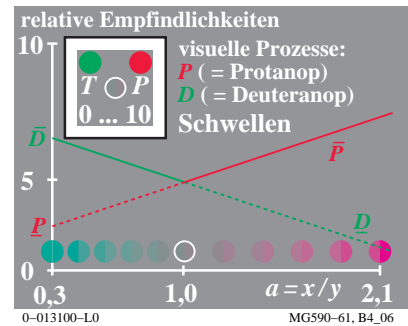 relative Empfindlichkeiten
10
visuelle Prozesse:
P ( = Protanop)
D ( = Deuteranop)
Schwellen
T P
0 ... 10
D
P
5
P
D
0
0,3 1,0 a = x / y 2,1
0-013100-L0 MG590-61, B4_06